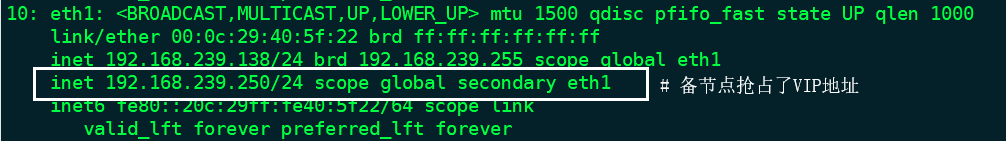 10: eth1: <BROADCAST,MULTICAST,UP,LOWER_UP> mtu 1500 qdisc pfifo_fast state UP qlen 1000
link/ether 00:0c:29:40:5f:22 brd ff:ff:ff:ff:ff:ff
inet 192.168.239.138/24 brd 192.168.239.255 scope global eth1
inet 192.168.239.250/24 scope global secondary eth1 # 备节点抢占了VIP地址
inet6 fe80::20c:29ff:fe40:5f22/64 scope link
valid_lft forever preferred_lft forever